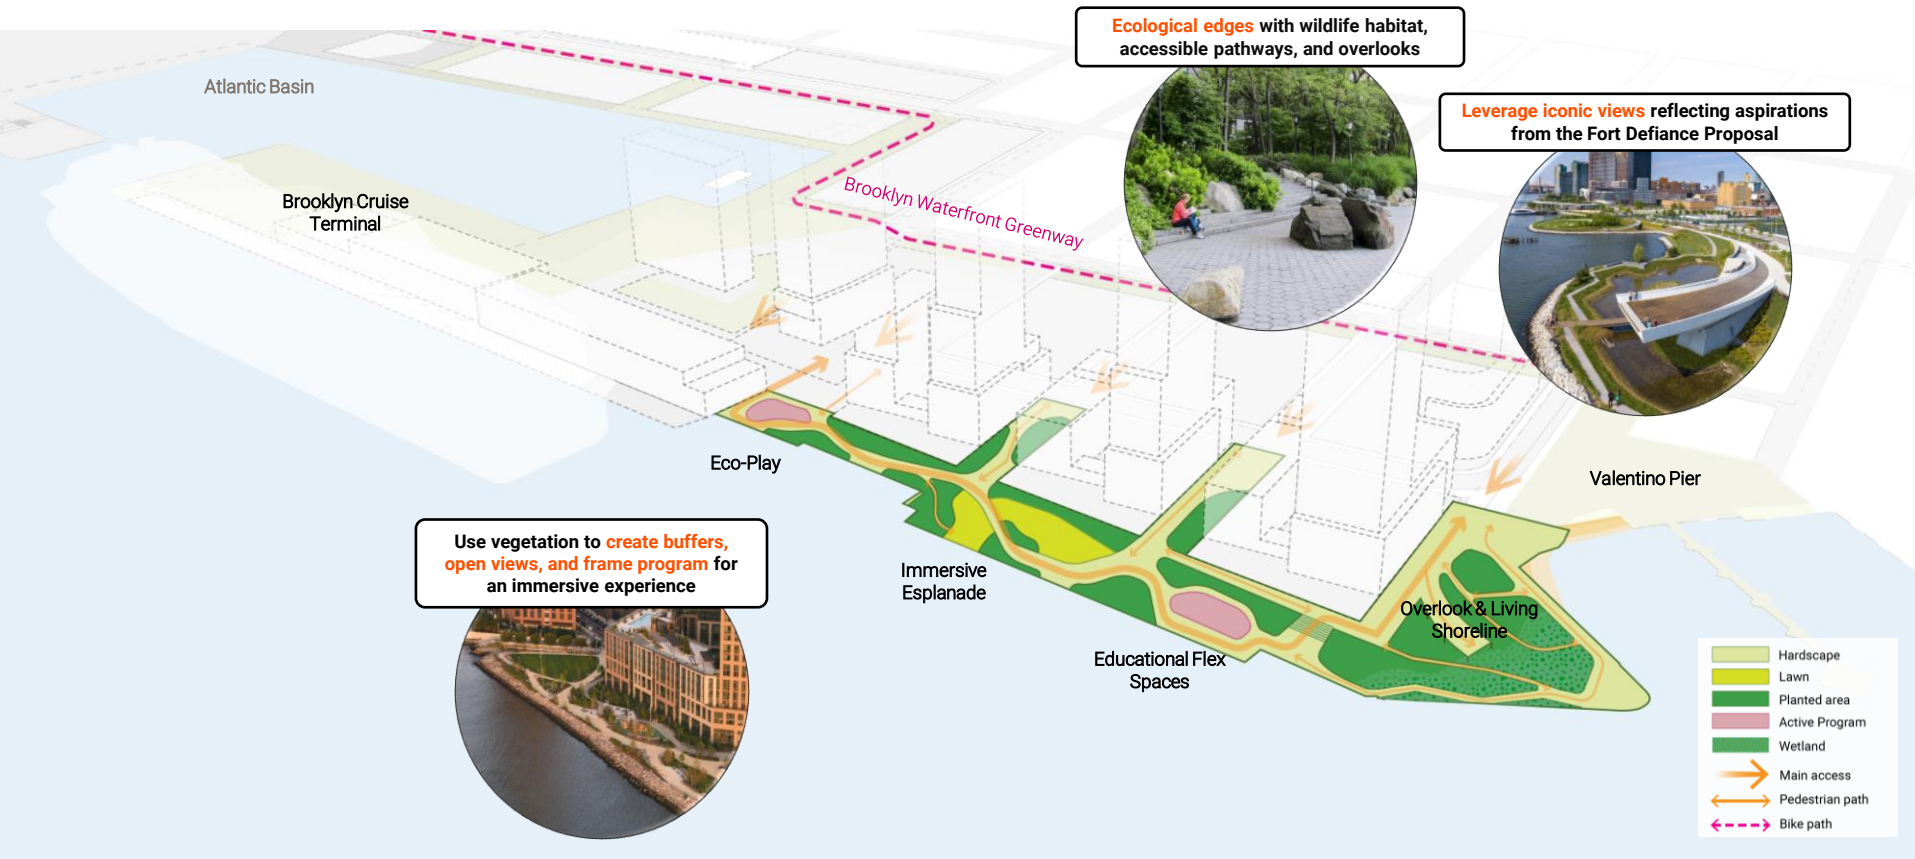 Ecological edges with wildlife habitat,
accessible pathways, and overlooks
Atlantic Basin
Leverage iconic views reflecting aspirations
from the Fort Defiance Proposal
Brooklyn Cruise
Terminal
Brooklyn Waterfront Greenway
Eco-Play
Valentino Pier
Use vegetation to create buffers,
open views, and frame program for
an immersive experience
Immersive
Esplanade
Overlook & Living
Shoreline
Educational Flex
Spaces
Hardscape
Lawn
Planted area
Active Program
Wetland
Main access
Pedestrian path
Bike path